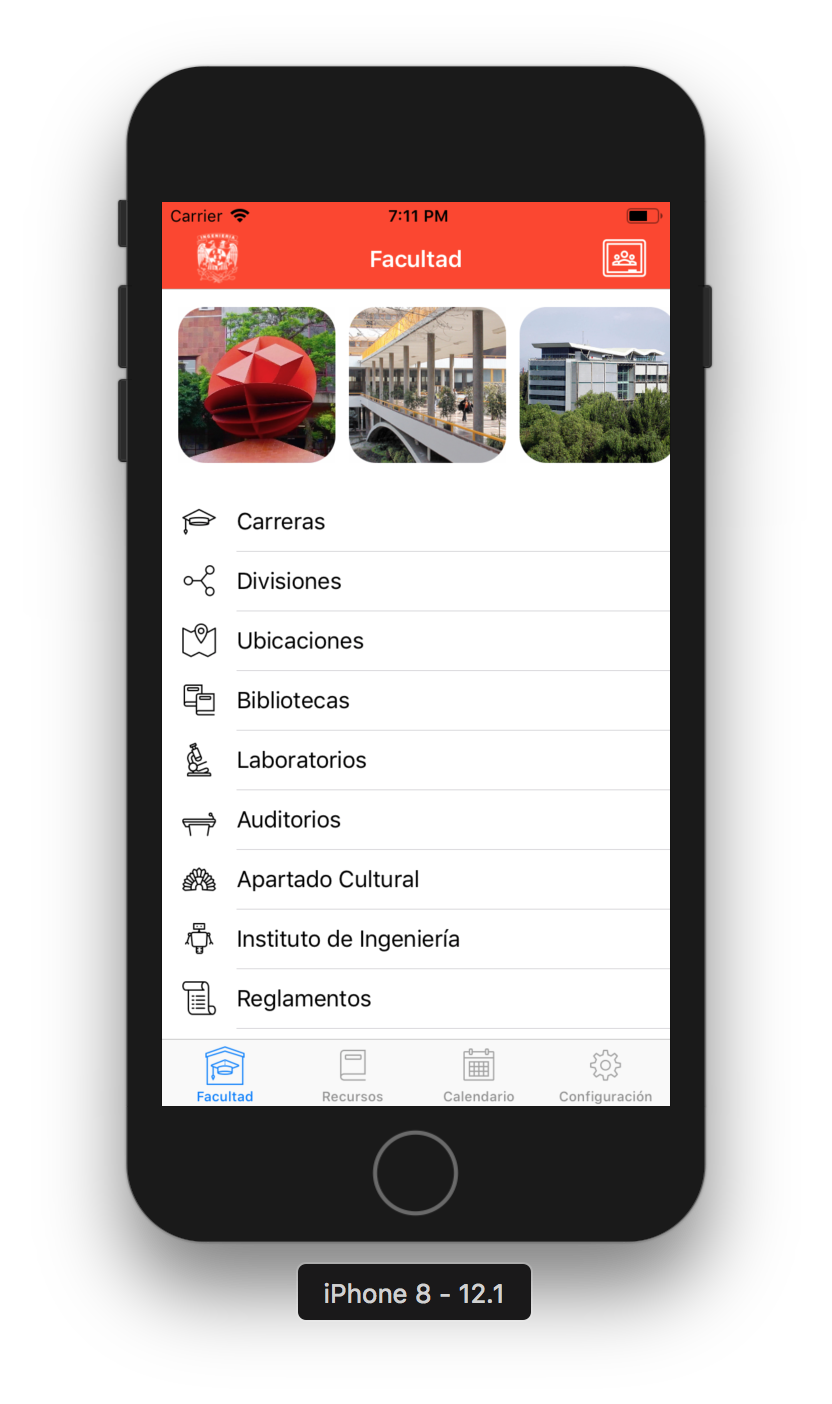 Carrier 7:11 PM
INGENIERIA
Facultad
Carreras
Divisiones
Ubicaciones
Bibliotecas
Laboratorios
Auditorios
Apartado Cultural
Instituto de Ingeniería
Reglamentos
Facultad Recursos Calendario Configuración
iPhone 8 - 12.1